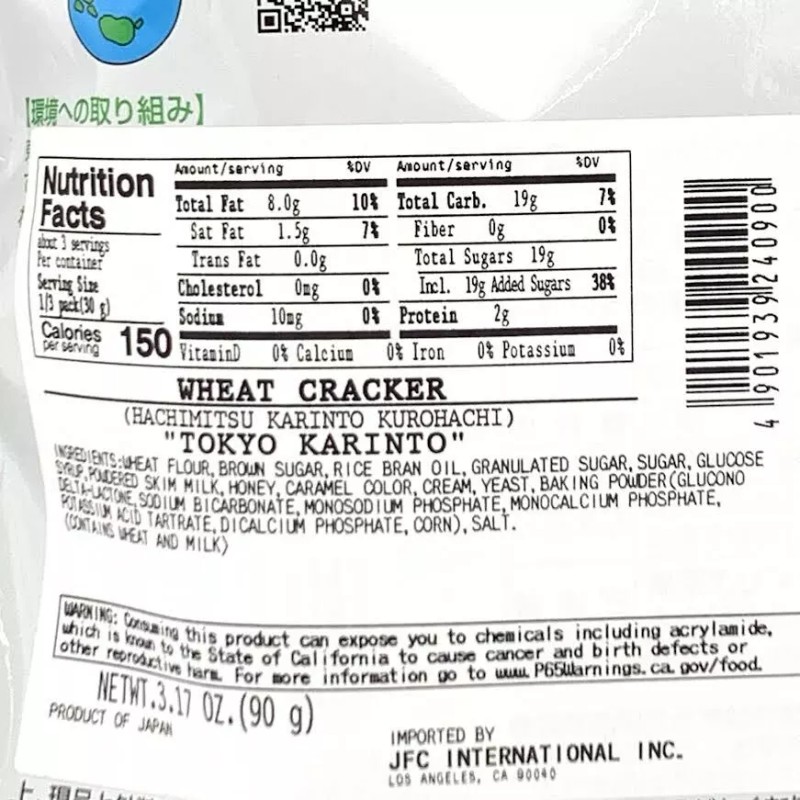 【環境への取り組み】
Nutrition Facts
about 3 servings
Per container
Serving Size
1/3 pack(30 g)
Calories
per serving 150
Amount/serving %DV Amount/serving %DV
Total Fat 8.0g 10% Total Carb. 19g 7%
Sat Fat 1.5g 7% Fiber 0g 0%
Trans Fat 0.0g Total Sugars 19g
Cholesterol 0mg 0% Incl. 19g Added Sugars 38%
Sodium 10mg 0% Protein 2g
VitaminD 0% Calcium 0% Iron 0% Potassium 0%
4 901939 240900
WHEAT CRACKER
(HACHIMITSU KARINTO KUROHACHI)
"TOKYO KARINTO"
INGREDIENTS:WHEAT FLOUR, BROWN SUGAR, RICE BRAN OIL, GRANULATED SUGAR, SUGAR, GLUCOSE
SYRUP, POWDERED SKIM MILK, HONEY, CARAMEL COLOR, CREAM, YEAST, BAKING POWDER(GLUCONO
DELTA-LACTONE, SODIUM BICARBONATE, MONOSODIUM PHOSPHATE, MONOCALCIUM PHOSPHATE,
POTASSIUM ACID TARTRATE, DICALCIUM PHOSPHATE, CORN), SALT.
(CONTAINS WHEAT AND MILK)
WARNING: Consuming this product can expose you to chemicals including acrylamide,
which is known to the State of California to cause cancer and birth defects or
other reproductive harm. For more information go to www.P65Warnings.ca.gov/food.
NETWT.3.17 OZ.(90 g)
PRODUCT OF JAPAN
IMPORTED BY
JFC INTERNATIONAL INC.
LOS ANGELES, CA 90040